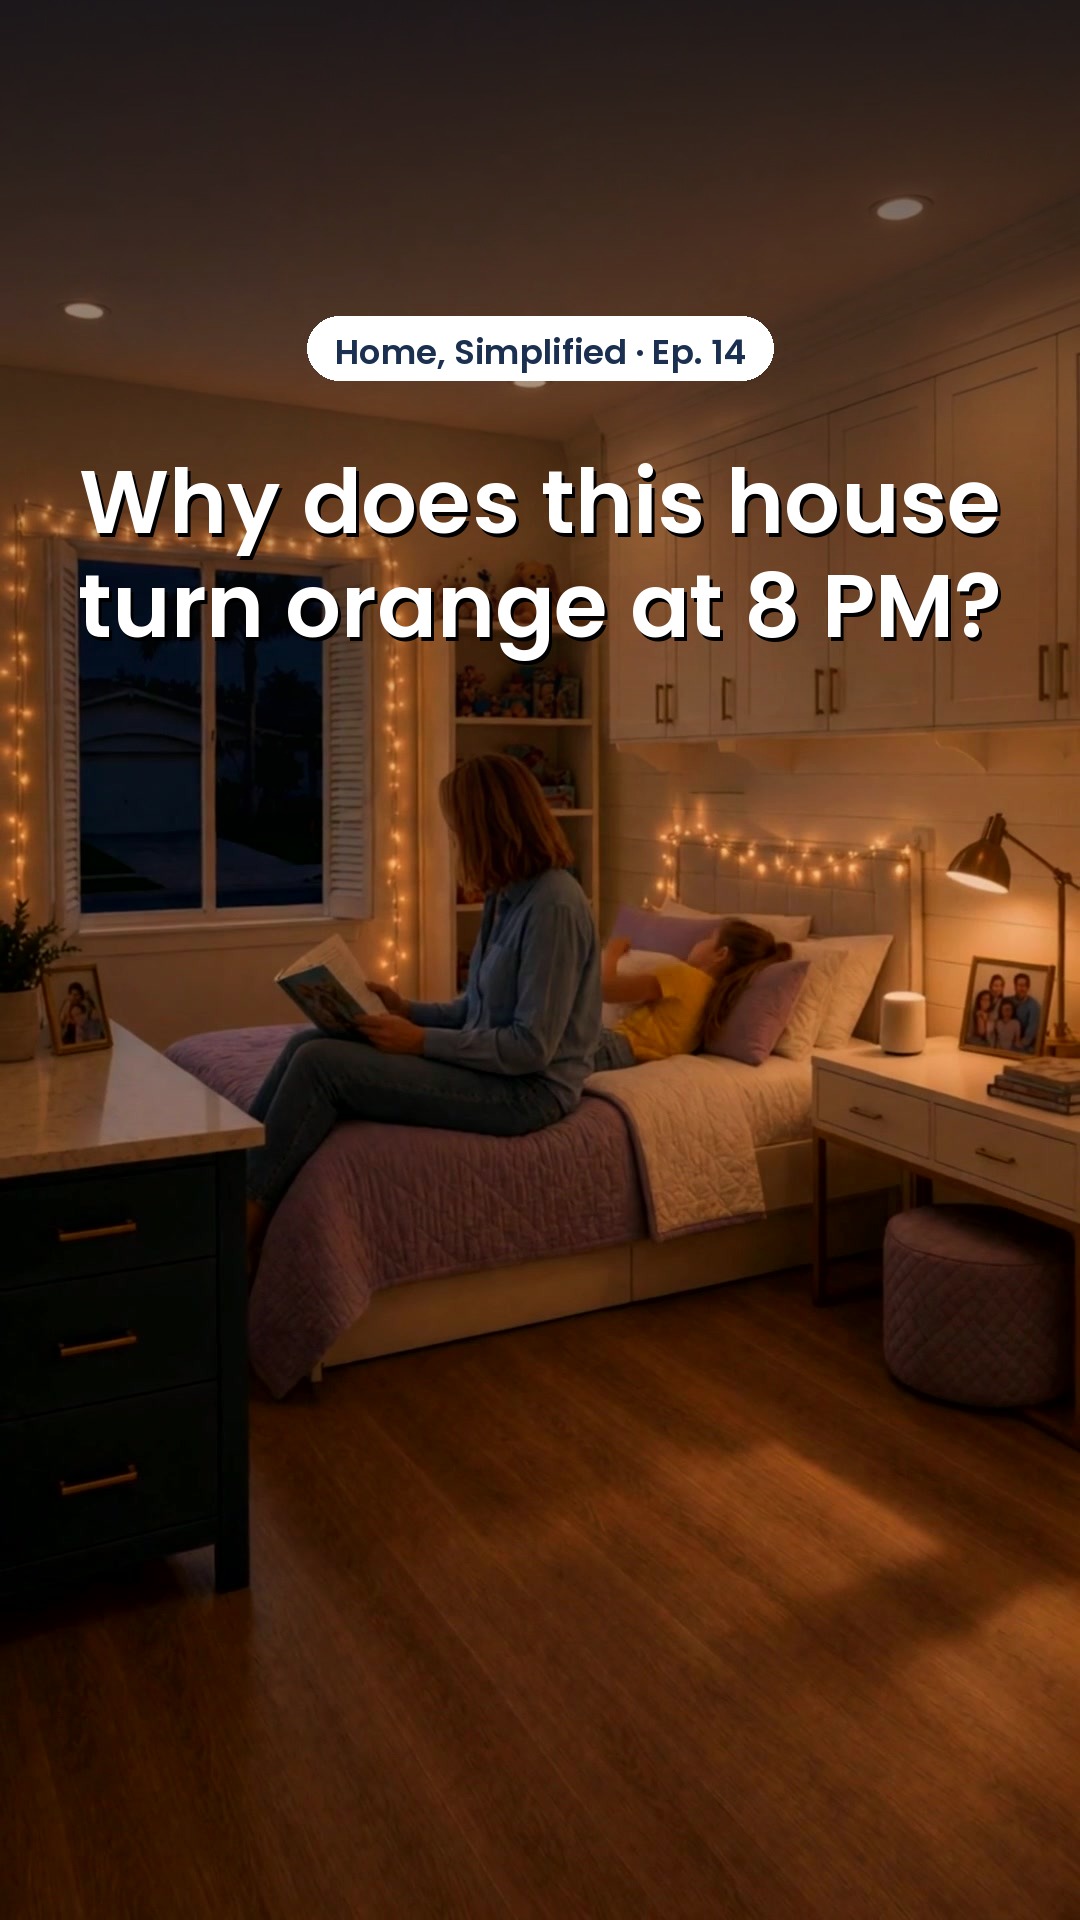 Home, Simplified · Ep. 14
Why does this house
turn orange at 8 PM?